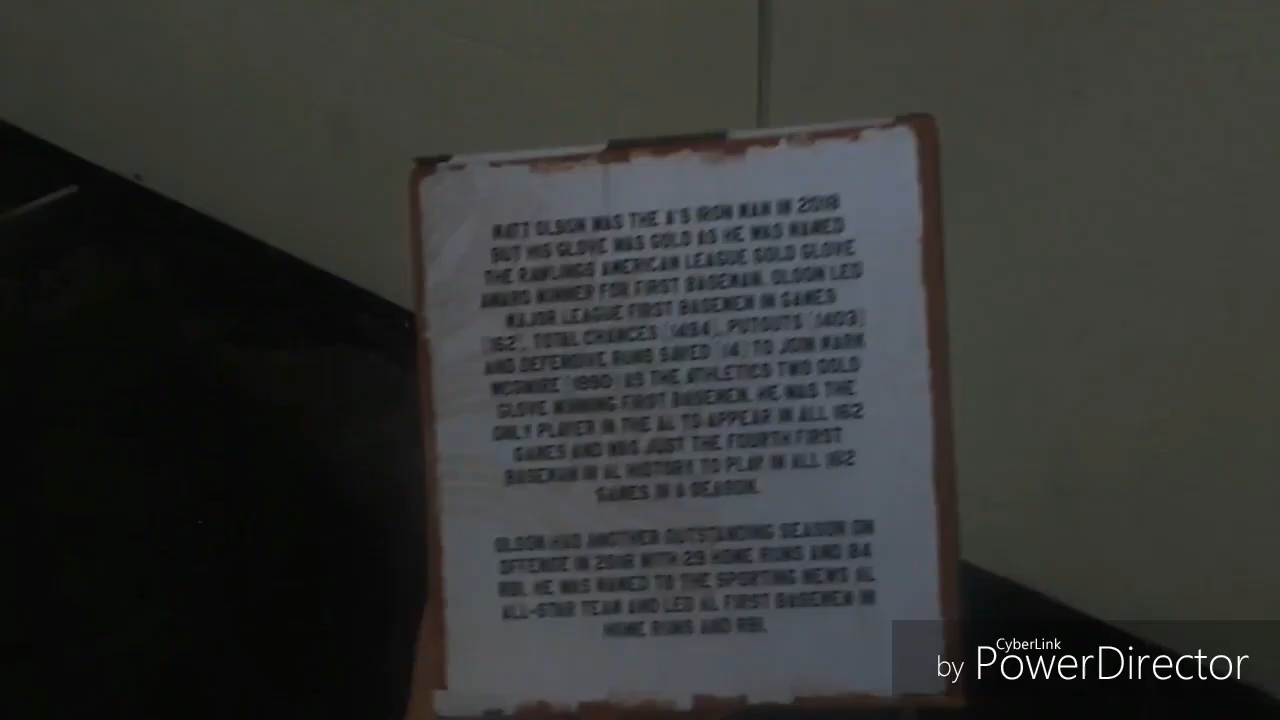 MATT OLSON WAS THE A'S IRON MAN IN 2018
BUT HIS GLOVE WAS GOLD AS HE WAS NAMED
THE RAWLINGS AMERICAN LEAGUE GOLD GLOVE
AWARD WINNER FOR FIRST BASEMAN. OLSON LED
MAJOR LEAGUE FIRST BASEMEN IN GAMES
(162), TOTAL CHANCES (1494), PUTOUTS (1403)
AND DEFENSIVE RUNS SAVED (14) TO JOIN MARK
MCGWIRE (1990) AS THE ATHLETICS TWO GOLD
GLOVE WINNING FIRST BASEMEN. HE WAS THE
ONLY PLAYER IN THE AL TO APPEAR IN ALL 162
GAMES AND WAS JUST THE FOURTH FIRST
BASEMAN IN AL HISTORY TO PLAY IN ALL 162
GAMES IN A SEASON.
OLSON HAD ANOTHER OUTSTANDING SEASON ON
OFFENSE IN 2018 WITH 29 HOME RUNS AND 84
RBI. HE WAS NAMED TO THE SPORTING NEWS AL
ALL-STAR TEAM AND LED AL FIRST BASEMEN IN
HOME RUNS AND RBI.
CyberLink
by PowerDirector